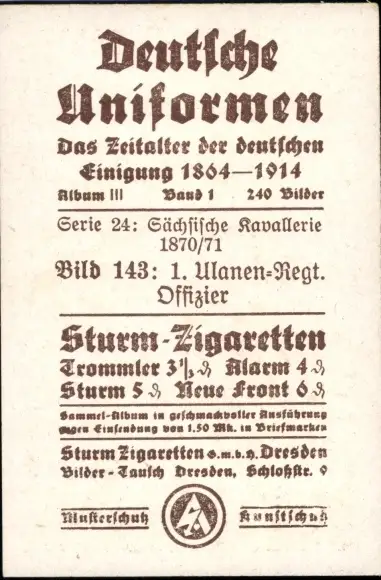 Deutsche
Uniformen
Das Zeitalter der deutschen
Einigung 1864—1914
Album III Band 1 240 Bilder
Serie 24: Sächsische Kavallerie
1870/71
Bild 143: 1. Ulanen-Regt.
Offizier
Sturm-Zigaretten
Trommler 3⅓ ₰ Alarm 4 ₰
Sturm 5 ₰ Neue Front 6 ₰
Sammel-Album in geschmackvoller Ausführung
gegen Einsendung von 1.50 Mk. in Briefmarken
Sturm Zigaretten G.m.b.H. Dresden
Bilder-Tausch Dresden, Schloßstr. 9
Musterschutz Kunstschutz